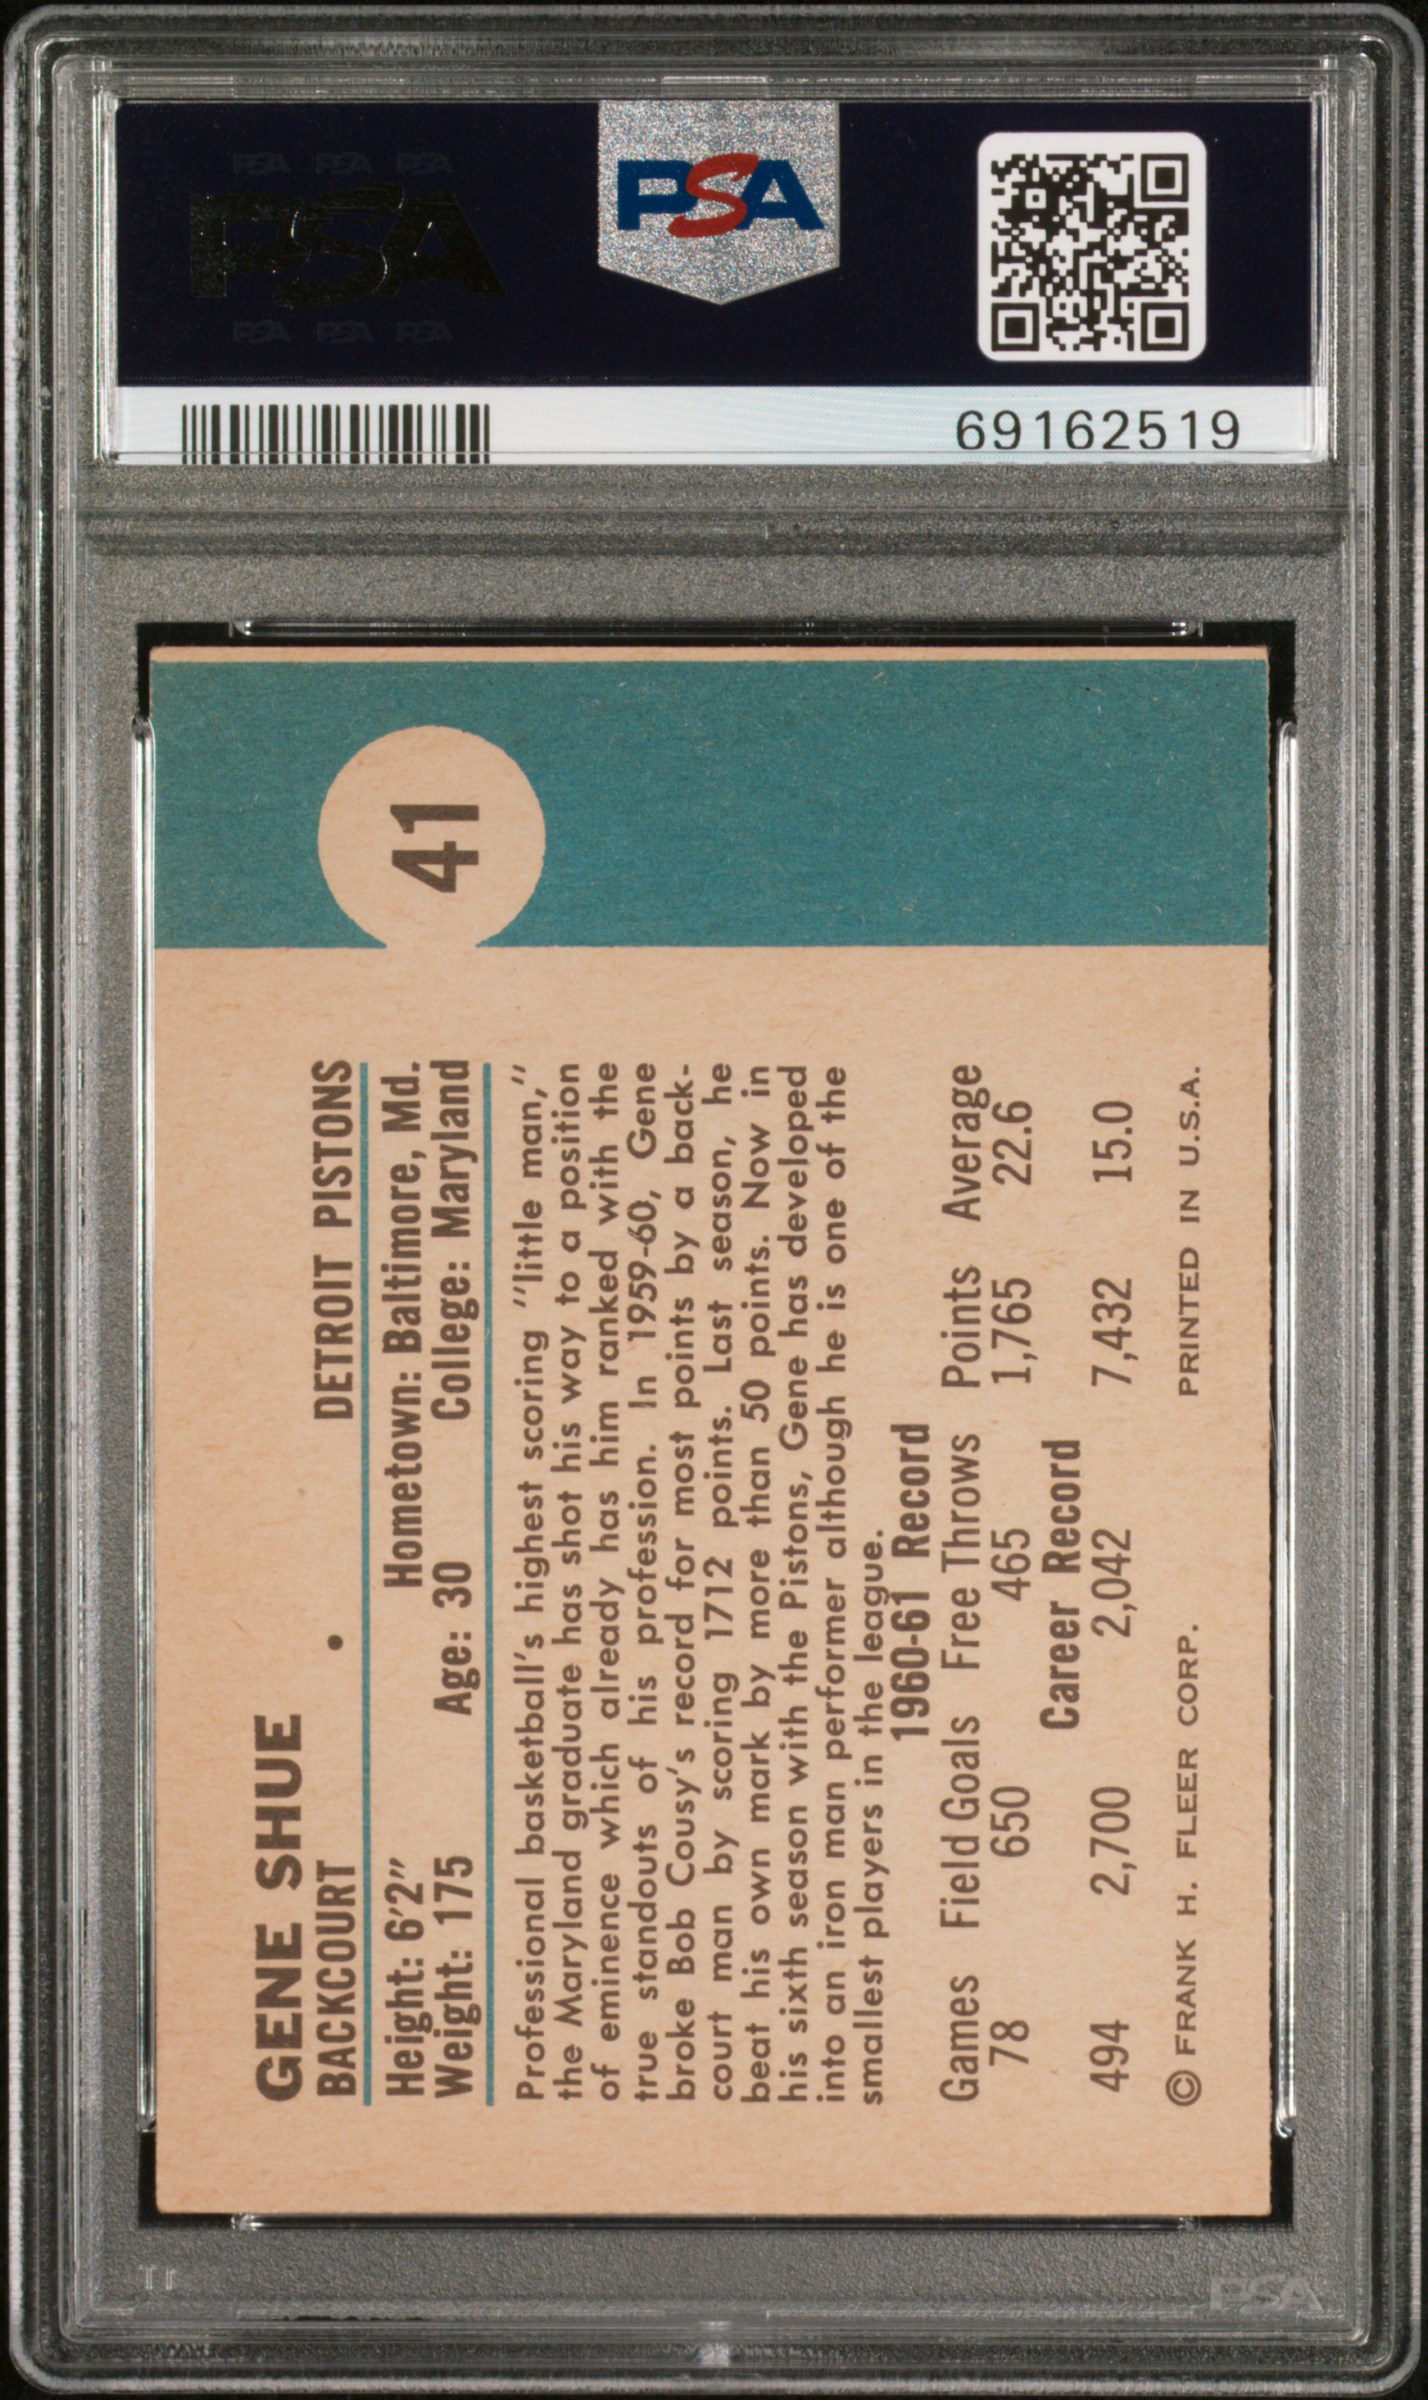 PSA PSA PSA
PSA
PSA PSA PSA
PSA
69162519
41
GENE SHUE
BACKCOURT • DETROIT PISTONS
Height: 6'2" Hometown: Baltimore, Md.
Weight: 175 Age: 30 College: Maryland
Professional basketball's highest scoring "little man,"
the Maryland graduate has shot his way to a position
of eminence which already has him ranked with the
true standouts of his profession. In 1959-60, Gene
broke Bob Cousy's record for most points by a back-
court man by scoring 1712 points. Last season, he
beat his own mark by more than 50 points. Now in
his sixth season with the Pistons, Gene has developed
into an iron man performer although he is one of the
smallest players in the league.
1960-61 Record
Games Field Goals Free Throws Points Average
78 650 465 1,765 22.6
Career Record
494 2,700 2,042 7,432 15.0
© FRANK H. FLEER CORP. PRINTED IN U.S.A.
PSA